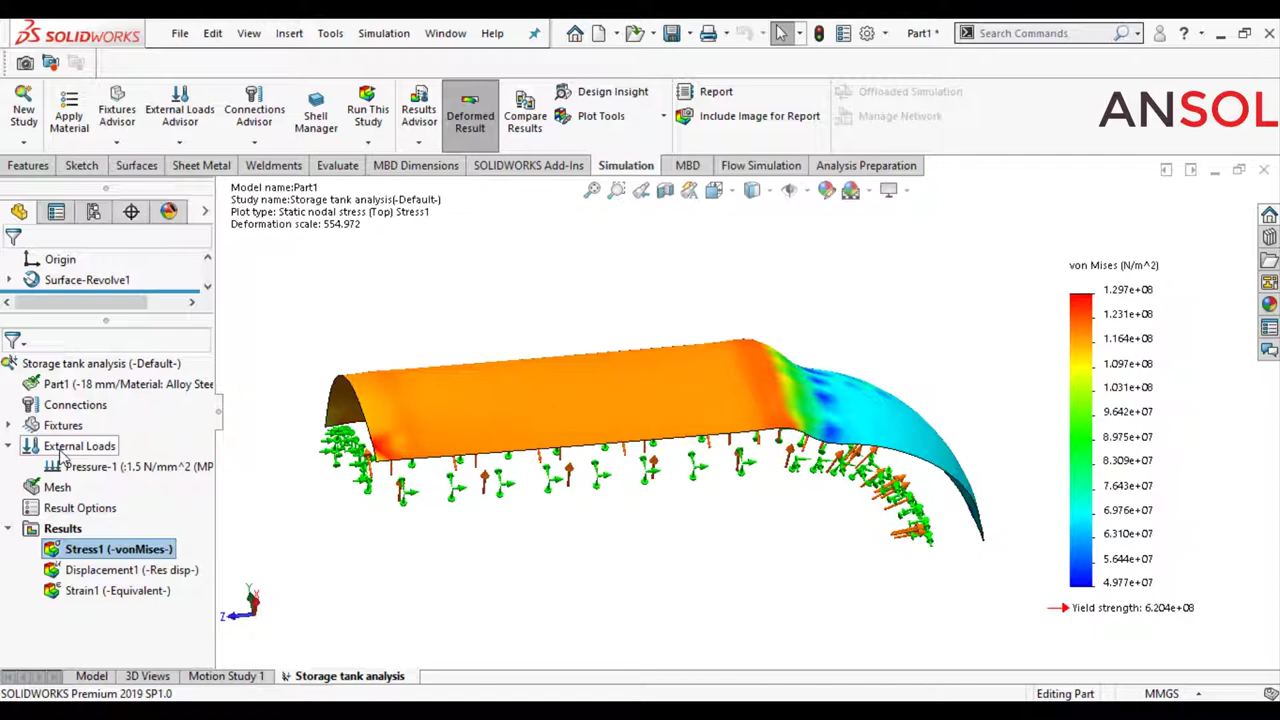 SOLIDWORKS
File Edit View Insert Tools Simulation Window Help
Part1 *
Search Commands
New Study
Apply Material
Fixtures Advisor
External Loads Advisor
Connections Advisor
Shell Manager
Run This Study
Results Advisor
Deformed Result
Compare Results
Design Insight
Plot Tools
Report
Include Image for Report
Offloaded Simulation
Manage Network
ANSOL
Features Sketch Surfaces Sheet Metal Weldments Evaluate MBD Dimensions SOLIDWORKS Add-Ins Simulation MBD Flow Simulation Analysis Preparation
Model name:Part1
Study name:Storage tank analysis(-Default-)
Plot type: Static nodal stress (Top) Stress1
Deformation scale: 554.972
Origin
Surface-Revolve1
Storage tank analysis (-Default-)
Part1 (-18 mm/Material: Alloy Stee
Connections
Fixtures
External Loads
Pressure-1 (:1.5 N/mm^2 (MP
Mesh
Result Options
Results
Stress1 (-vonMises-)
Displacement1 (-Res disp-)
Strain1 (-Equivalent-)
von Mises (N/m^2)
1.297e+08
1.231e+08
1.164e+08
1.097e+08
1.031e+08
9.642e+07
8.976e+07
8.309e+07
7.643e+07
6.976e+07
6.310e+07
5.644e+07
4.977e+07
Yield strength: 6.204e+08
Y
X
Z
Model 3D Views Motion Study 1 Storage tank analysis
SOLIDWORKS Premium 2019 SP1.0
Editing Part
MMGS